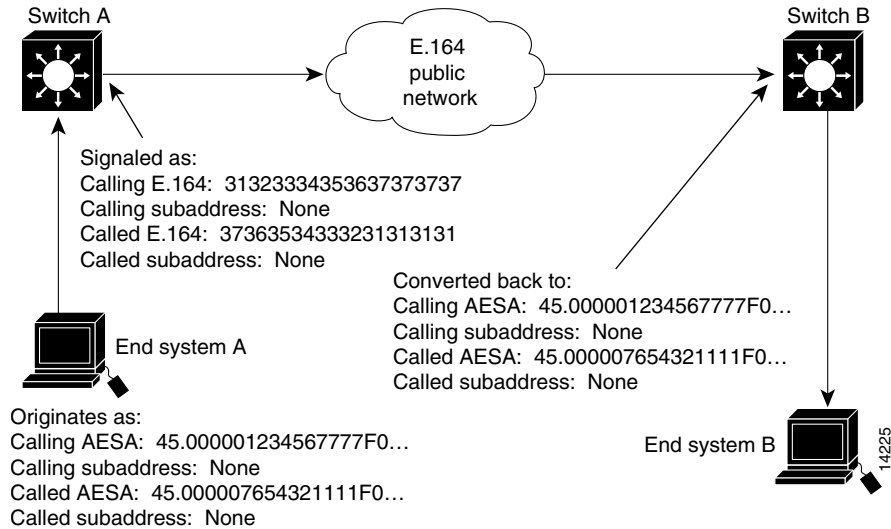 Switch A
Switch B
E.164
public
network
Signaled as:
Calling E.164: 31323334353637373737
Calling subaddress: None
Called E.164: 37363534333231313131
Called subaddress: None
Converted back to:
Calling AESA: 45.000001234567777F0…
Calling subaddress: None
Called AESA: 45.000007654321111F0…
Called subaddress: None
End system A
Originates as:
Calling AESA: 45.000001234567777F0…
Calling subaddress: None
Called AESA: 45.000007654321111F0…
Called subaddress: None
End system B
14225